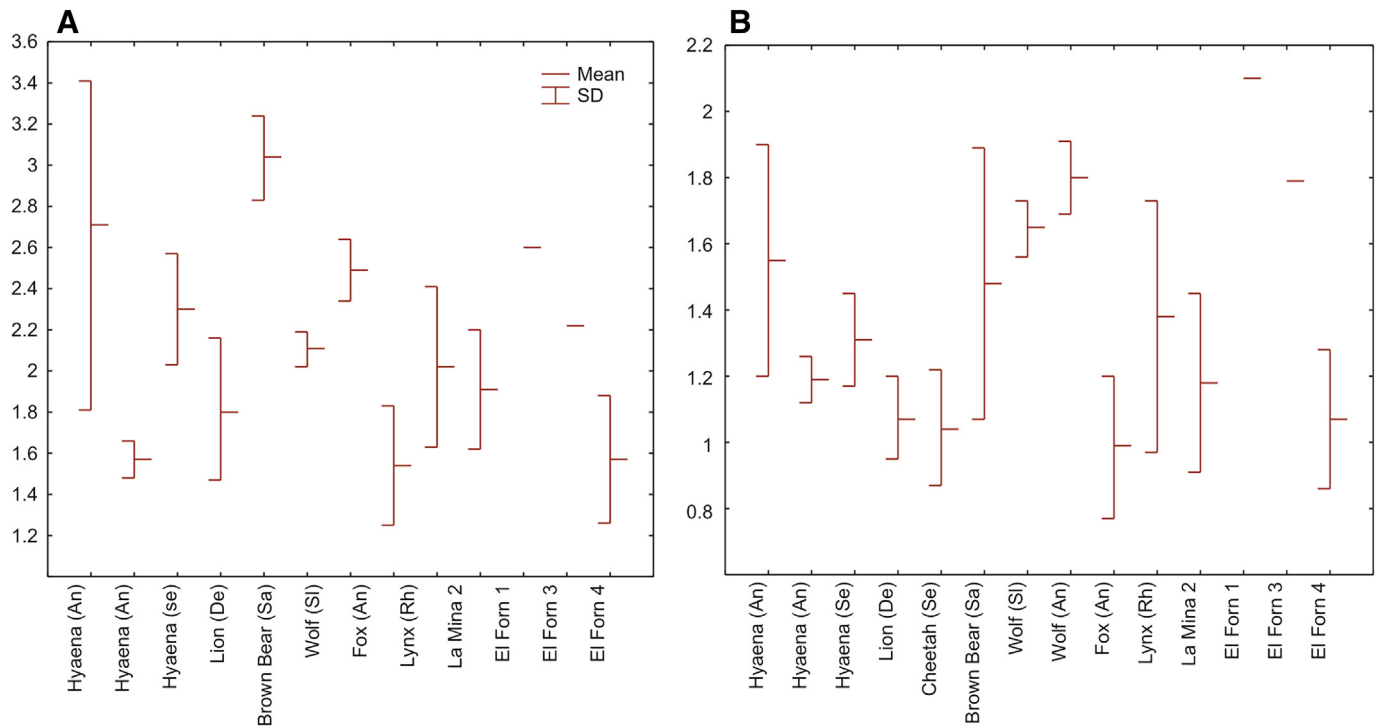 A
3.6
3.4
3.2
3
2.8
2.6
2.4
2.2
2
1.8
1.6
1.4
1.2
Mean
SD
Hyaena (An)
Hyaena (An)
Hyaena (se)
Lion (De)
Brown Bear (Sa)
Wolf (Sl)
Fox (An)
Lynx (Rh)
La Mina 2
El Forn 1
El Forn 3
El Forn 4
B
2.2
2
1.8
1.6
1.4
1.2
1
0.8
Hyaena (An)
Hyaena (An)
Hyaena (Se)
Lion (De)
Cheetah (Se)
Brown Bear (Sa)
Wolf (Sl)
Wolf (An)
Fox (An)
Lynx (Rh)
La Mina 2
El Forn 1
El Forn 3
El Forn 4